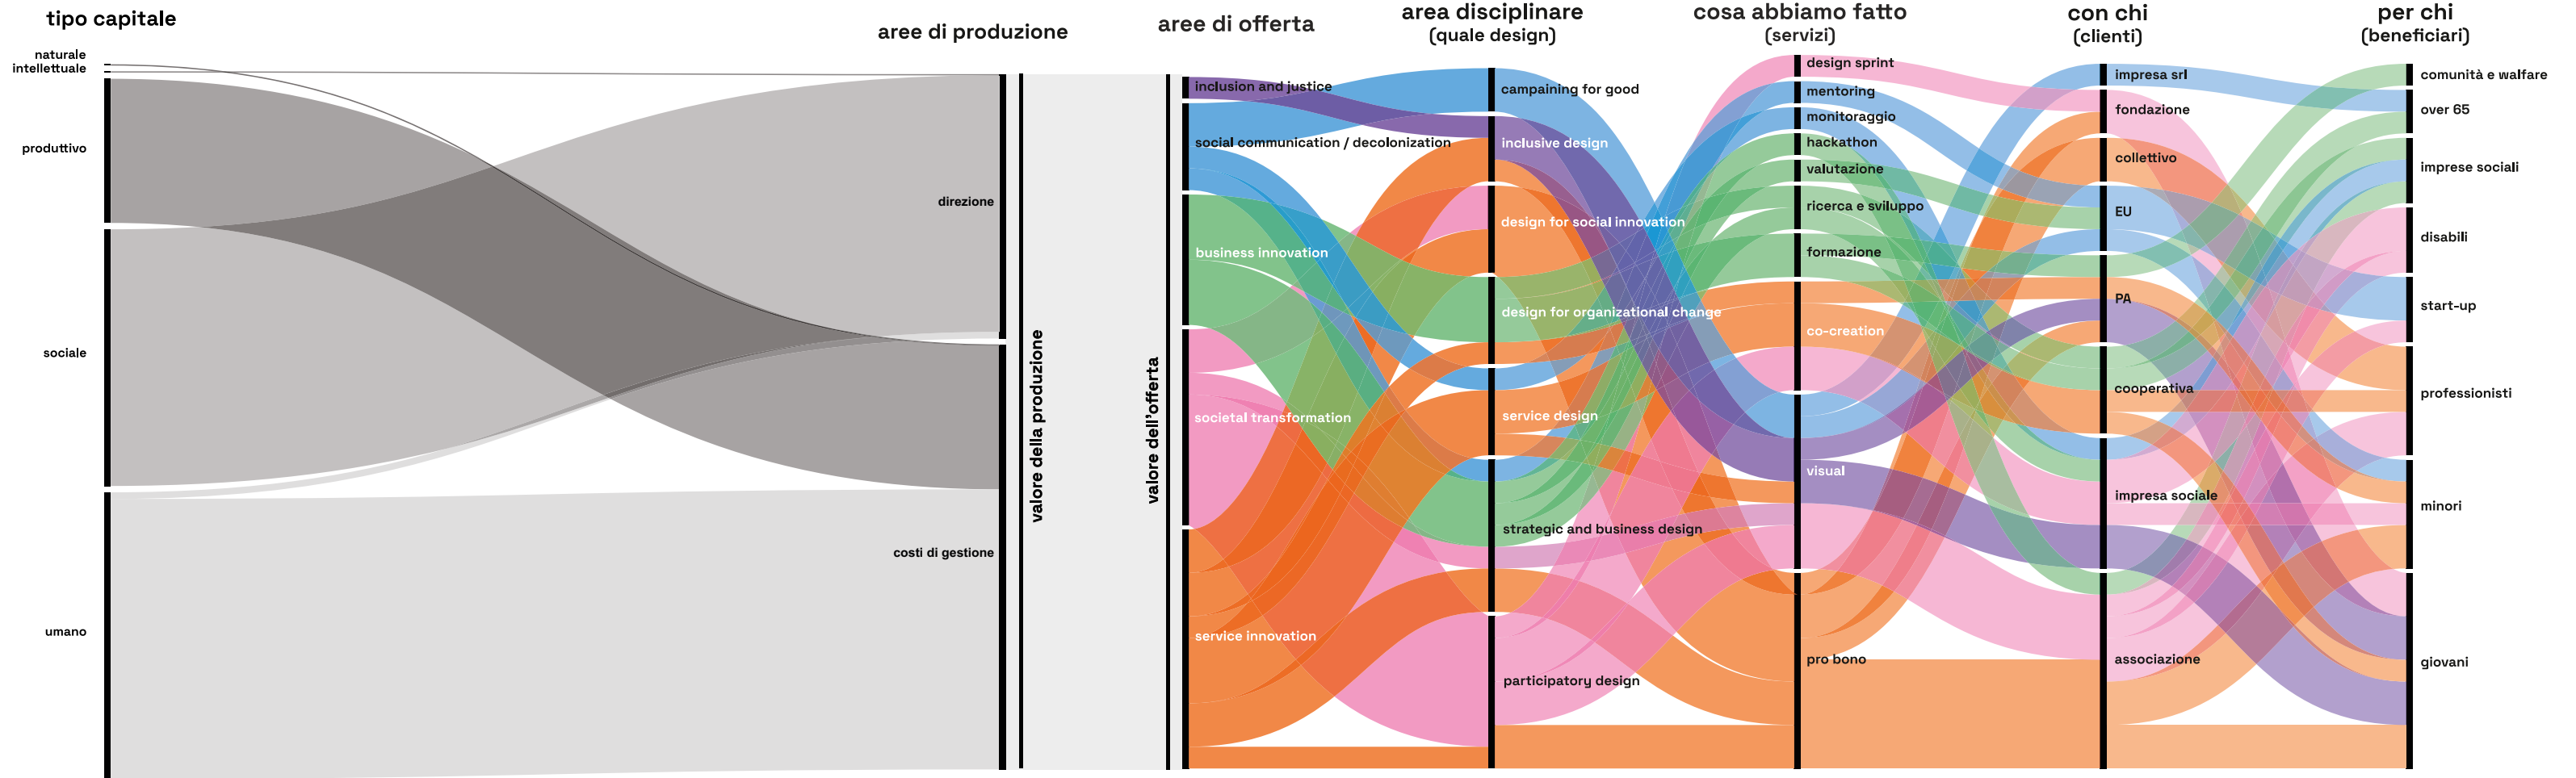 tipo capitale
naturale
intellettuale
produttivo
sociale
umano
aree di produzione
direzione
costi di gestione
valore della produzione
valore dell'offerta
aree di offerta
inclusion and justice
social communication / decolonization
business innovation
societal transformation
service innovation
area disciplinare
(quale design)
campaining for good
inclusive design
design for social innovation
design for organizational change
service design
strategic and business design
participatory design
cosa abbiamo fatto
(servizi)
design sprint
mentoring
monitoraggio
hackathon
valutazione
ricerca e sviluppo
formazione
co-creation
visual
pro bono
con chi
(clienti)
impresa srl
fondazione
collettivo
EU
PA
cooperativa
impresa sociale
associazione
per chi
(beneficiari)
comunità e walfare
over 65
imprese sociali
disabili
start-up
professionisti
minori
giovani